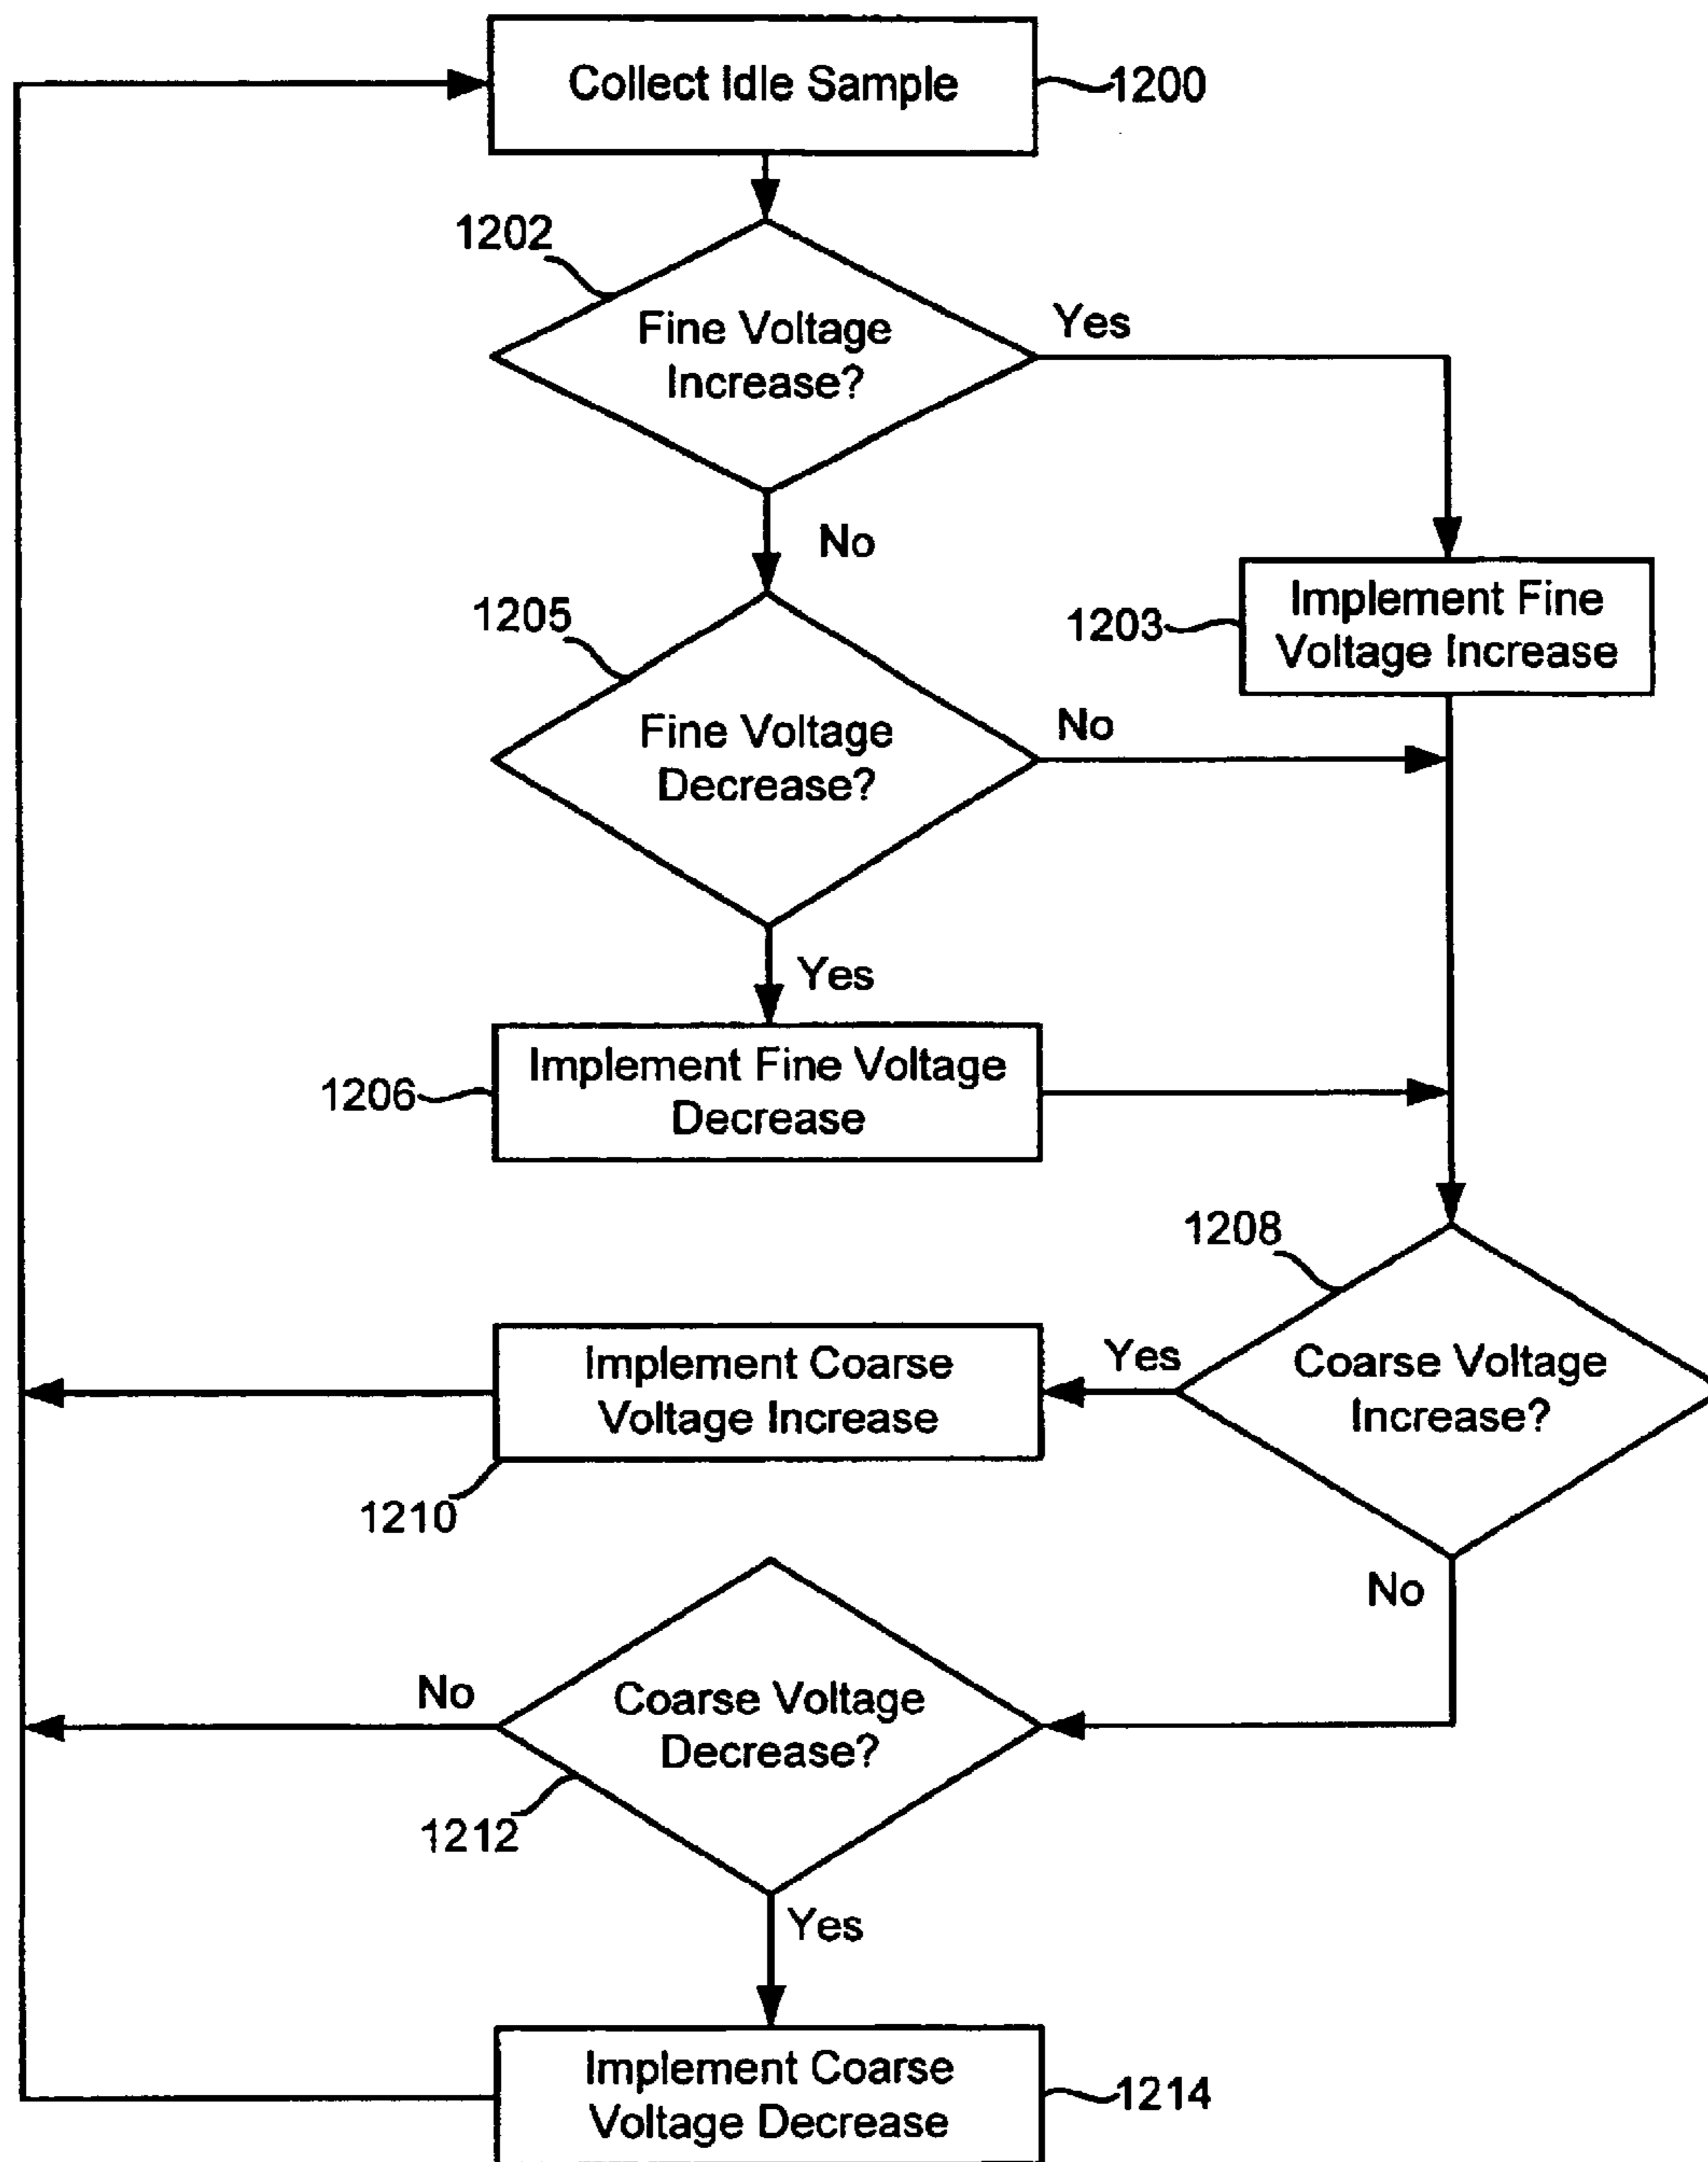 Collect Idle Sample
1200
1202
Fine Voltage
Increase?
Yes
No
1203
Implement Fine
Voltage Increase
1205
Fine Voltage
Decrease?
No
Yes
1206
Implement Fine Voltage
Decrease
1208
Coarse Voltage
Increase?
Yes
Implement Coarse
Voltage Increase
1210
No
Coarse Voltage
Decrease?
No
1212
Yes
Implement Coarse
Voltage Decrease
1214